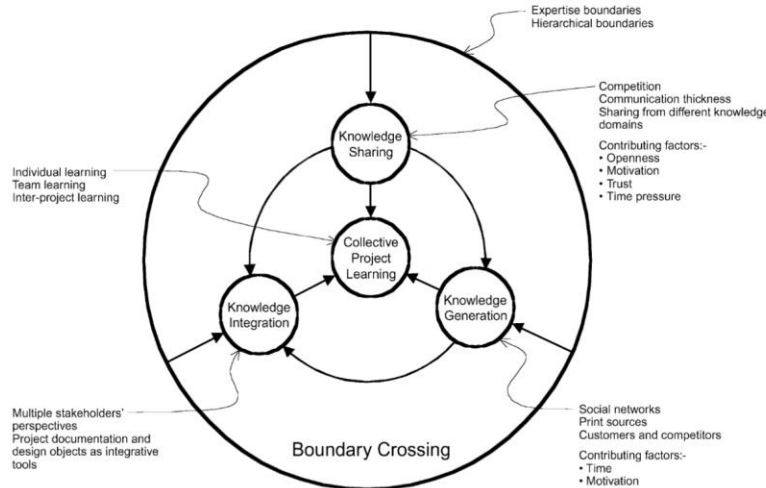 Expertise boundaries
Hierarchical boundaries
Competition
Communication thickness
Sharing from different knowledge
domains
Contributing factors:-
• Openness
• Motivation
• Trust
• Time pressure
Knowledge
Sharing
Individual learning
Team learning
Inter-project learning
Collective
Project
Learning
Knowledge
Integration
Knowledge
Generation
Multiple stakeholders'
perspectives
Project documentation and
design objects as integrative
tools
Boundary Crossing
Social networks
Print sources
Customers and competitors
Contributing factors:-
• Time
• Motivation